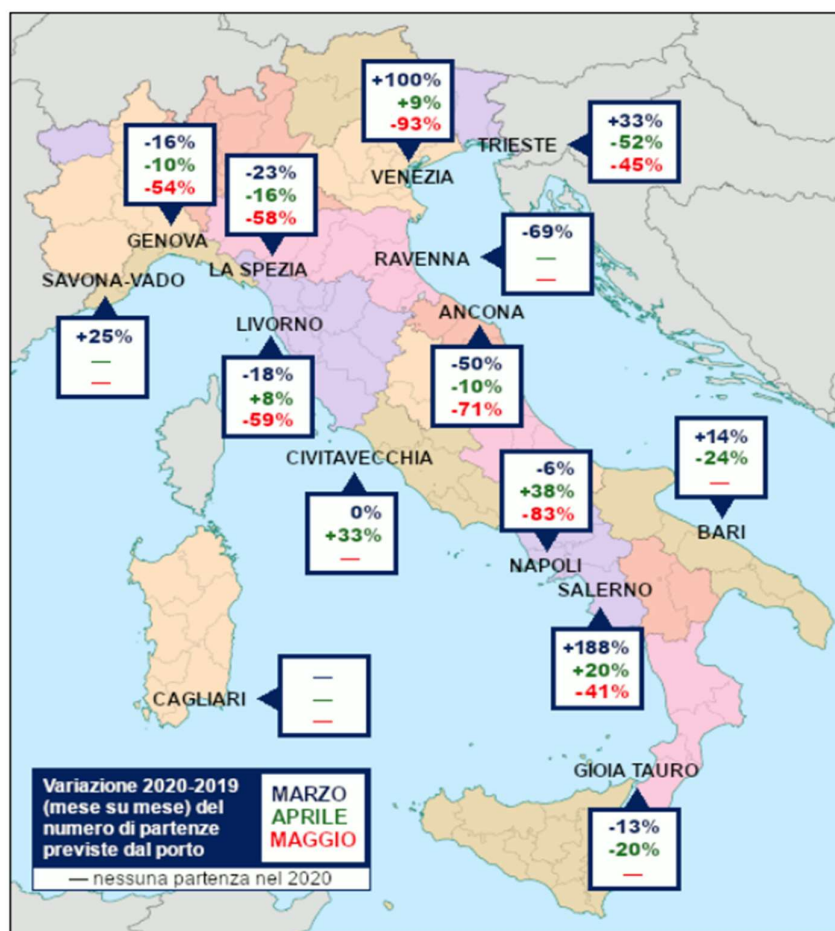 +100%
+9%
-93%
VENEZIA
+33%
-52%
-45%
TRIESTE
-16%
-10%
-54%
GENOVA
-23%
-16%
-58%
LA SPEZIA
-69%
—
—
RAVENNA
SAVONA-VADO
+25%
—
—
LIVORNO
-18%
+8%
-59%
ANCONA
-50%
-10%
-71%
CIVITAVECCHIA
0%
+33%
—
-6%
+38%
-83%
NAPOLI
+14%
-24%
—
BARI
SALERNO
+188%
+20%
-41%
CAGLIARI
—
—
—
GIOIA TAURO
-13%
-20%
—
Variazione 2020-2019
(mese su mese) del
numero di partenze
previste dal porto
MARZO
APRILE
MAGGIO
— nessuna partenza nel 2020